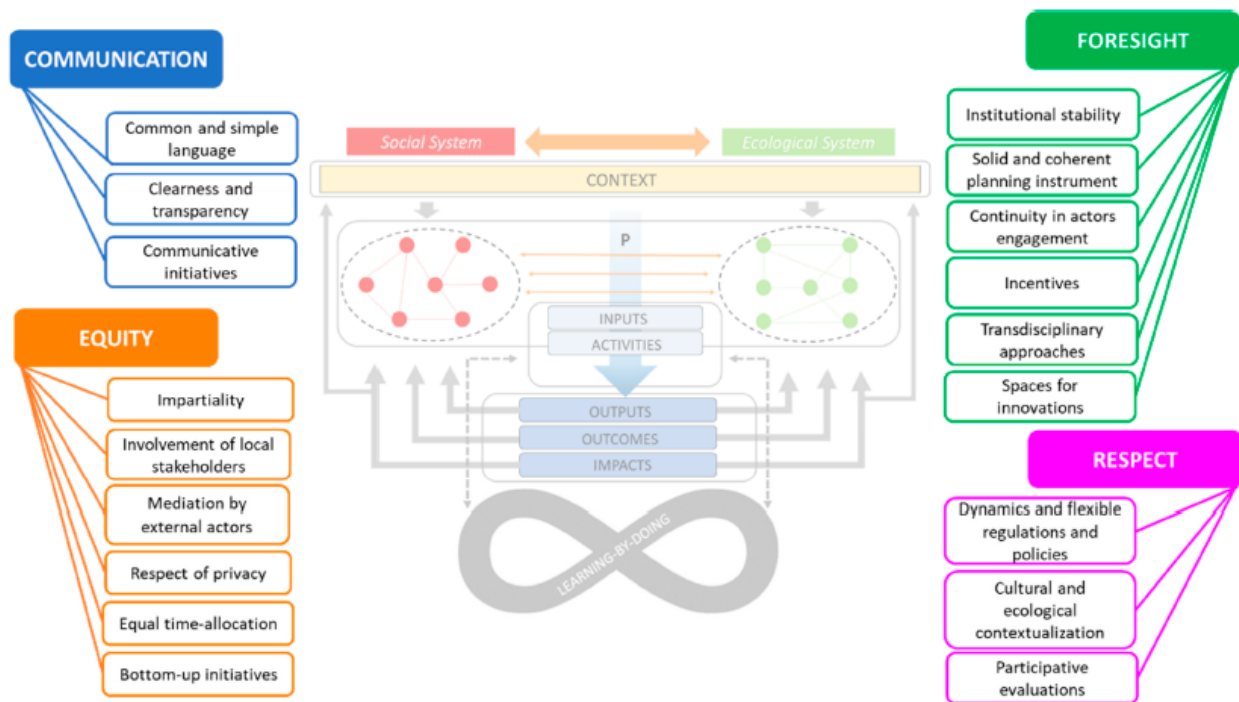 COMMUNICATION
Common and simple
language
Clearness and
transparency
Communicative
initiatives
EQUITY
Impartiality
Involvement of local
stakeholders
Mediation by
external actors
Respect of privacy
Equal time-allocation
Bottom-up initiatives
Social System
Ecological System
CONTEXT
P
INPUTS
ACTIVITIES
OUTPUTS
OUTCOMES
IMPACTS
LEARNING-BY-DOING
FORESIGHT
Institutional stability
Solid and coherent
planning instrument
Continuity in actors
engagement
Incentives
Transdisciplinary
approaches
Spaces for
innovations
RESPECT
Dynamics and flexible
regulations and
policies
Cultural and
ecological
contextualization
Participative
evaluations